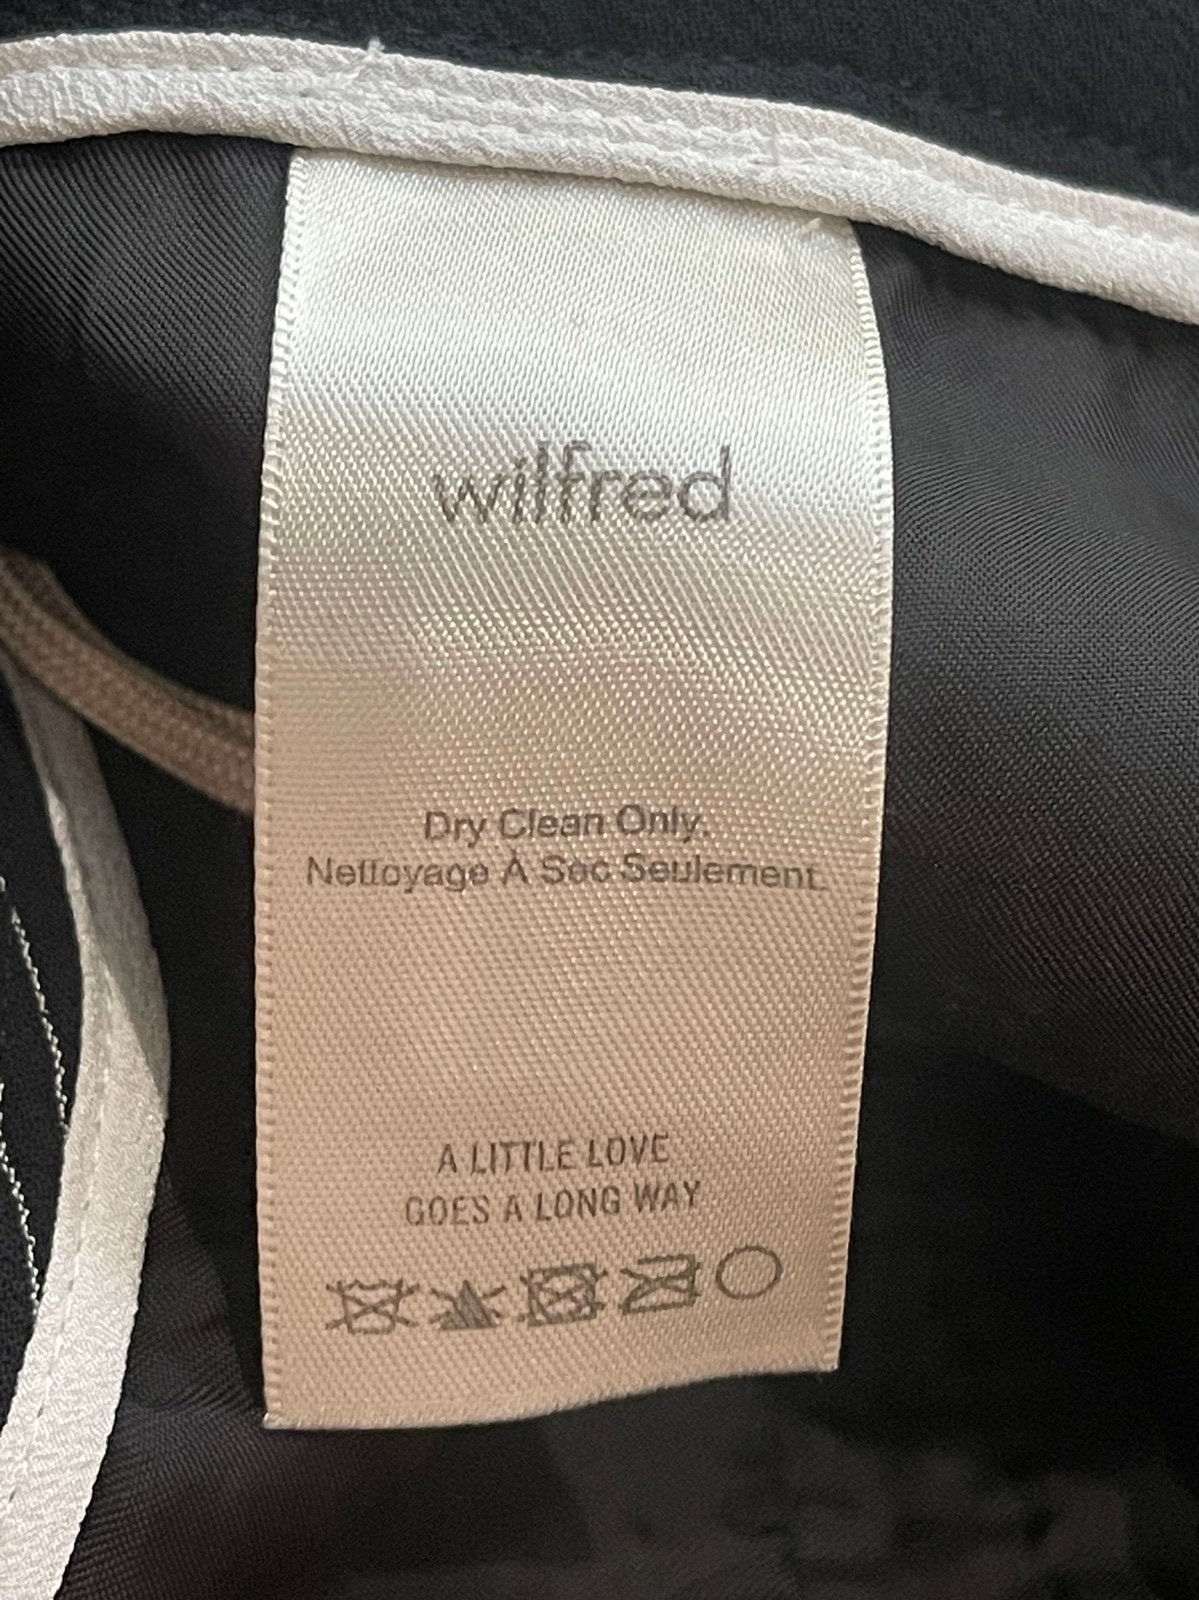 wilfred
Dry Clean Only.
Nettoyage À Sec Seulement.
A LITTLE LOVE
GOES A LONG WAY